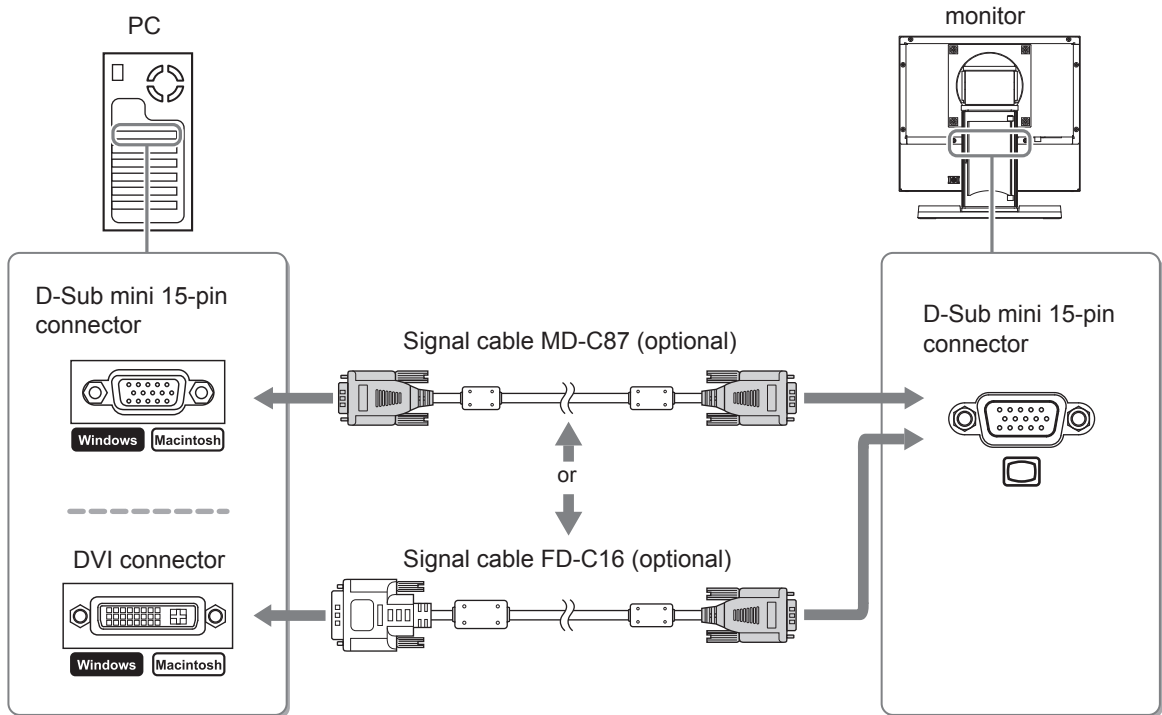 PC
monitor
D-Sub mini 15-pin
connector
Windows
Macintosh
DVI connector
Windows
Macintosh
Signal cable MD-C87 (optional)
or
Signal cable FD-C16 (optional)
D-Sub mini 15-pin
connector